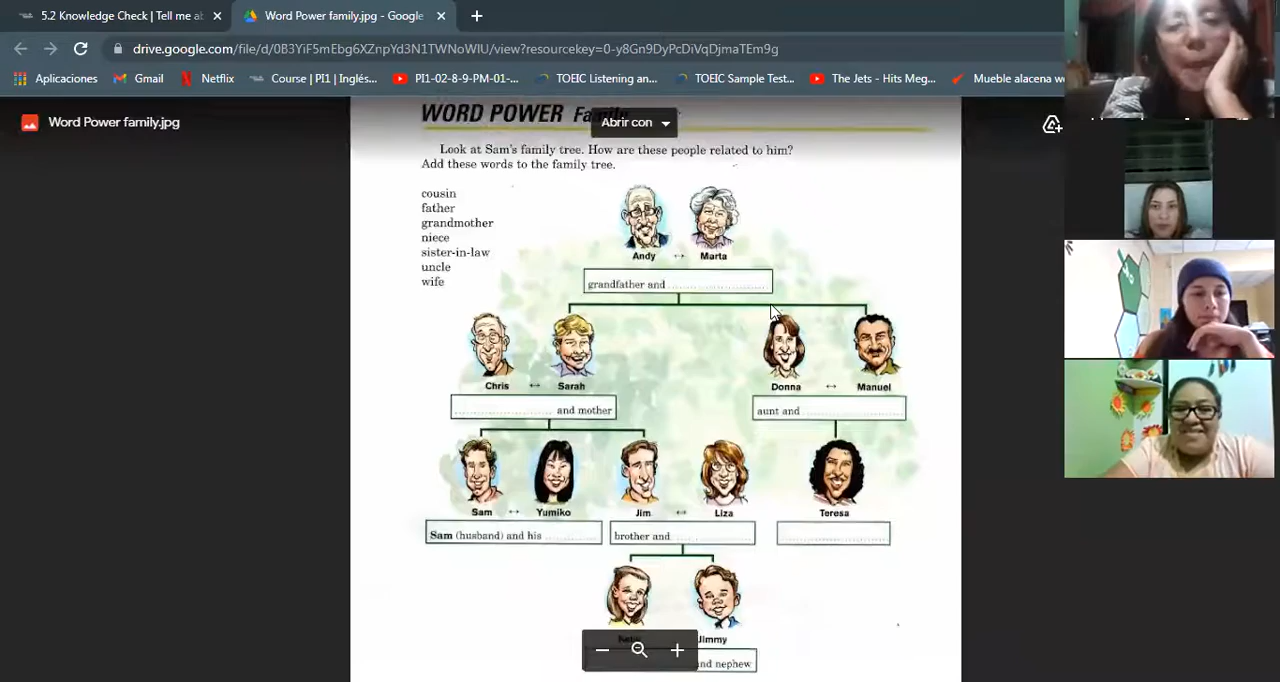 5.2 Knowledge Check | Tell me a
Word Power family.jpg - Google
drive.google.com/file/d/0B3YiF5mEbg6XZnpYd3N1TWNoWlU/view?resourcekey=0-y8Gn9DyPcDiVqDjmaTEm9g
Aplicaciones
Gmail
Netflix
Course | PI1 | Inglés...
PI1-02-8-9-PM-01-...
TOEIC Listening an...
TOEIC Sample Test...
The Jets - Hits Meg...
Mueble alacena
Word Power family.jpg
Abrir con
WORD POWER
Look at Sam's family tree. How are these people related to him?
Add these words to the family tree.
cousin
father
grandmother
niece
sister-in-law
uncle
wife
Andy ↔ Marta
grandfather and ....................
Chris ↔ Sarah
Donna ↔ Manuel
.................... and mother
aunt and ....................
Sam ↔ Yumiko
Jim ↔ Liza
Teresa
Sam (husband) and his ............
brother and ....................
....................
Jimmy
and nephew